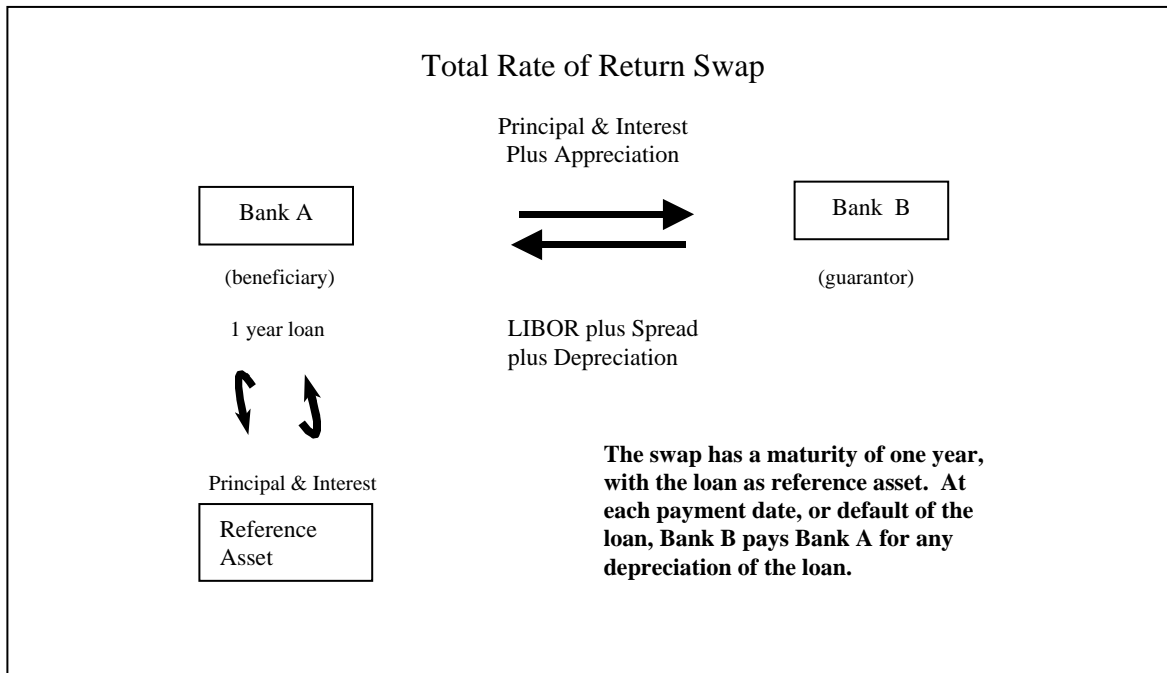 Total Rate of Return Swap
Principal & Interest
Plus Appreciation
Bank A
Bank B
(beneficiary)
(guarantor)
1 year loan
LIBOR plus Spread
plus Depreciation
The swap has a maturity of one year,
with the loan as reference asset. At
each payment date, or default of the
loan, Bank B pays Bank A for any
depreciation of the loan.
Principal & Interest
Reference
Asset